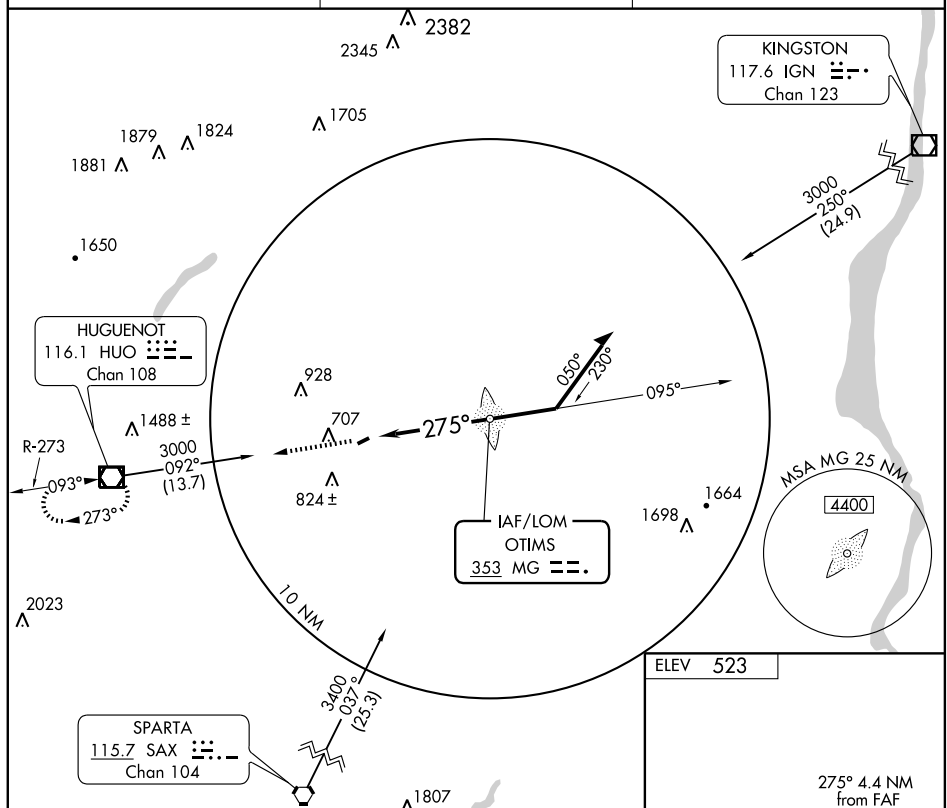 2382
2345
KINGSTON
117.6 IGN
Chan 123
1705
1824
1879
1881
3000
250°
(24.9)
1650
HUGUENOT
116.1 HUO
Chan 108
050°
230°
928
095°
275°
707
1488 ±
R-273
3000
092°
(13.7)
093°
273°
824 ±
MSA MG 25 NM
4400
1664
1698
IAF/LOM
OTIMS
353 MG
2023
10 NM
3400
037°
(25.3)
ELEV 523
SPARTA
115.7 SAX
Chan 104
1807
275° 4.4 NM
from FAF